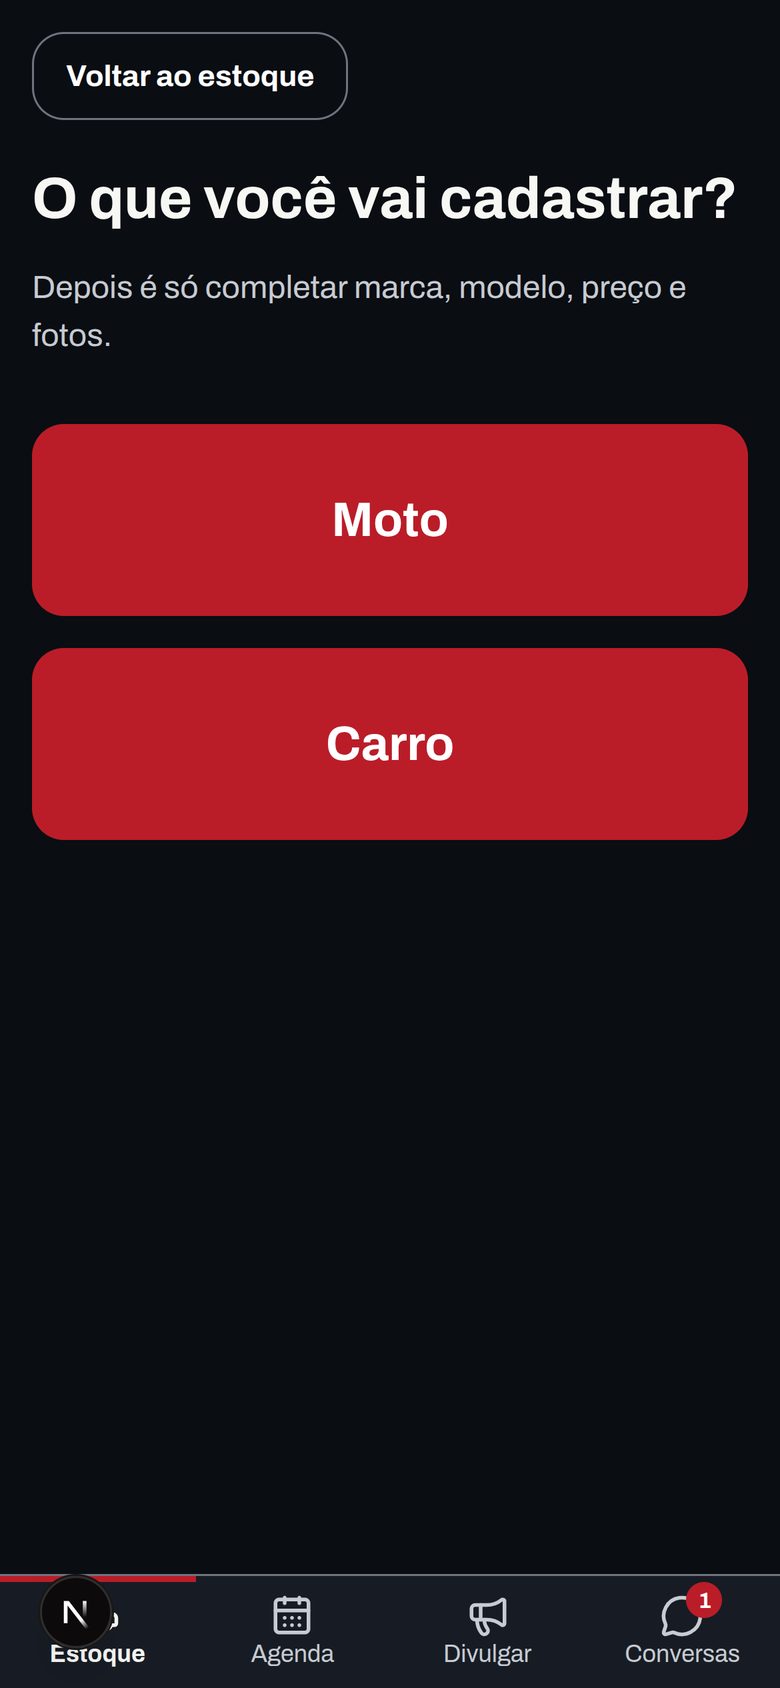 Voltar ao estoque
O que você vai cadastrar?
Depois é só completar marca, modelo, preço e
fotos.
Moto
Carro
N
1
Estoque
Agenda
Divulgar
Conversas